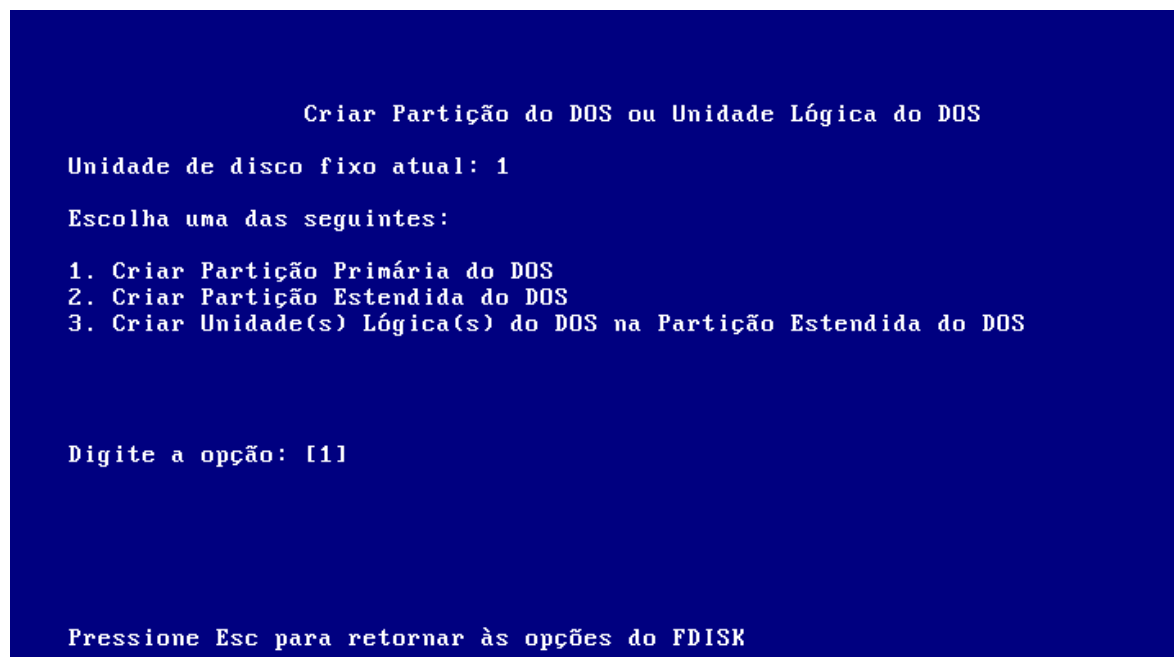 Criar Partição do DOS ou Unidade Lógica do DOS
Unidade de disco fixo atual: 1
Escolha uma das seguintes:
1. Criar Partição Primária do DOS
2. Criar Partição Estendida do DOS
3. Criar Unidade(s) Lógica(s) do DOS na Partição Estendida do DOS
Digite a opção: [1]
Pressione Esc para retornar às opções do FDISK